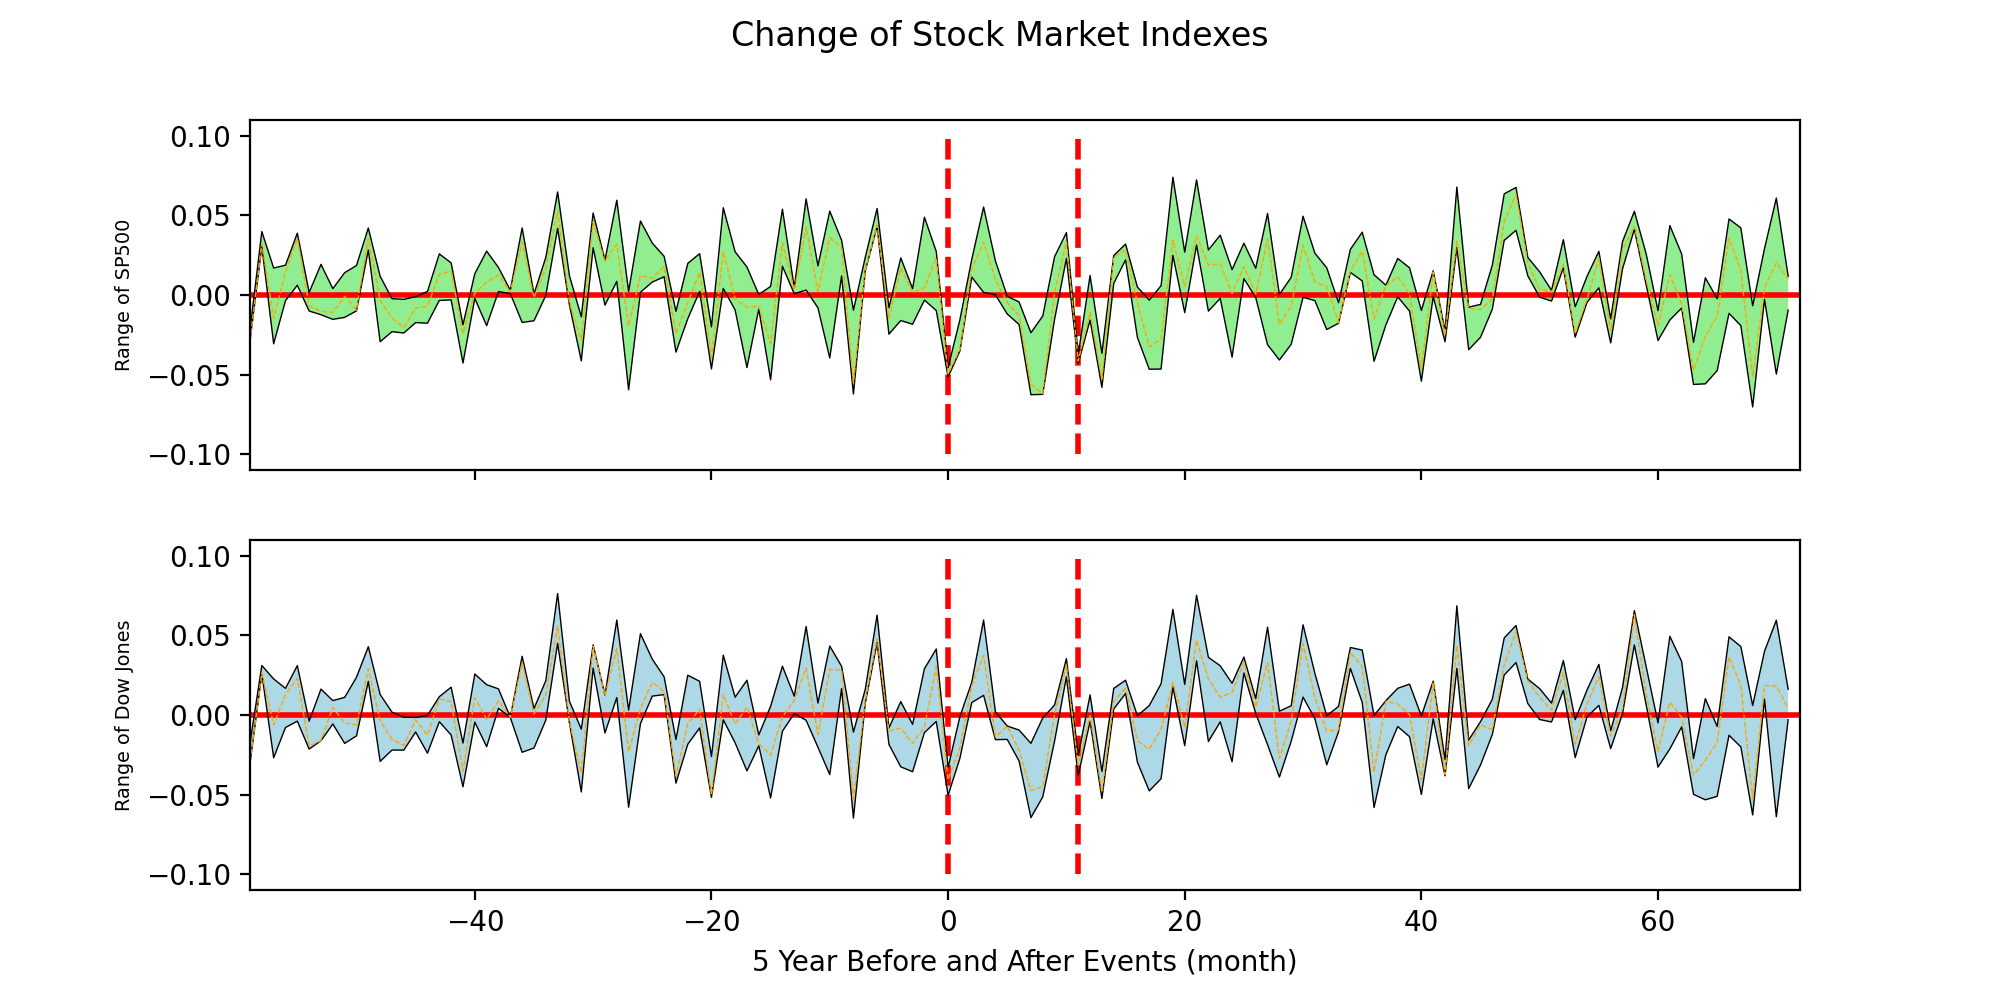 Change of Stock Market Indexes
0.10
0.05
0.00
−0.05
−0.10
Range of SP500
0.10
0.05
0.00
−0.05
−0.10
Range of Dow Jones
−40 −20 0 20 40 60
5 Year Before and After Events (month)